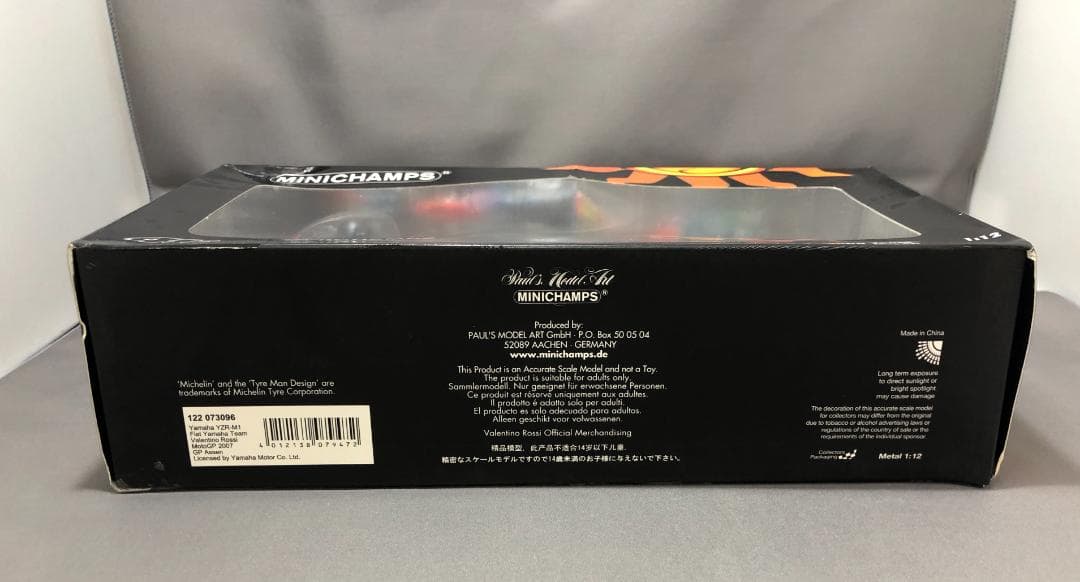 MINICHAMPS®
1:12
Paul's Model Art
MINICHAMPS®
Produced by:
PAUL'S MODEL ART GmbH · P.O. Box 50 05 04
52089 AACHEN · GERMANY
www.minichamps.de
This Product is an Accurate Scale Model and not a Toy.
The product is suitable for adults only.
Sammlermodell. Nur geeignet für erwachsene Personen.
Ce produit est réservé uniquement aux adultes.
Il prodotto è adatto solo per adulti.
El producto es solo adecuado para adultos.
Alleen geschikt voor volwassenen.
Valentino Rossi Official Merchandising
精品模型，此产品不适合14岁以下儿童.
精密なスケールモデルですので14歳未満のお子様に与えないで下さい。
'Michelin' and the 'Tyre Man Design' are
trademarks of Michelin Tyre Corporation.
122 073096
Yamaha YZR-M1
Fiat Yamaha Team
Valentino Rossi
MotoGP 2007
GP Assen
Licensed by Yamaha Motor Co. Ltd.
4 012138 079472
Made in China
Long term exposure
to direct sunlight or
bright spotlight
may cause damage
The decoration of this accurate scale model
for collectors may differ from the original
due to tobacco or alcohol advertising laws or
regulations of the country of sale or the
requirements of the individual sponsor.
Collectors
Packaging
Metal 1:12